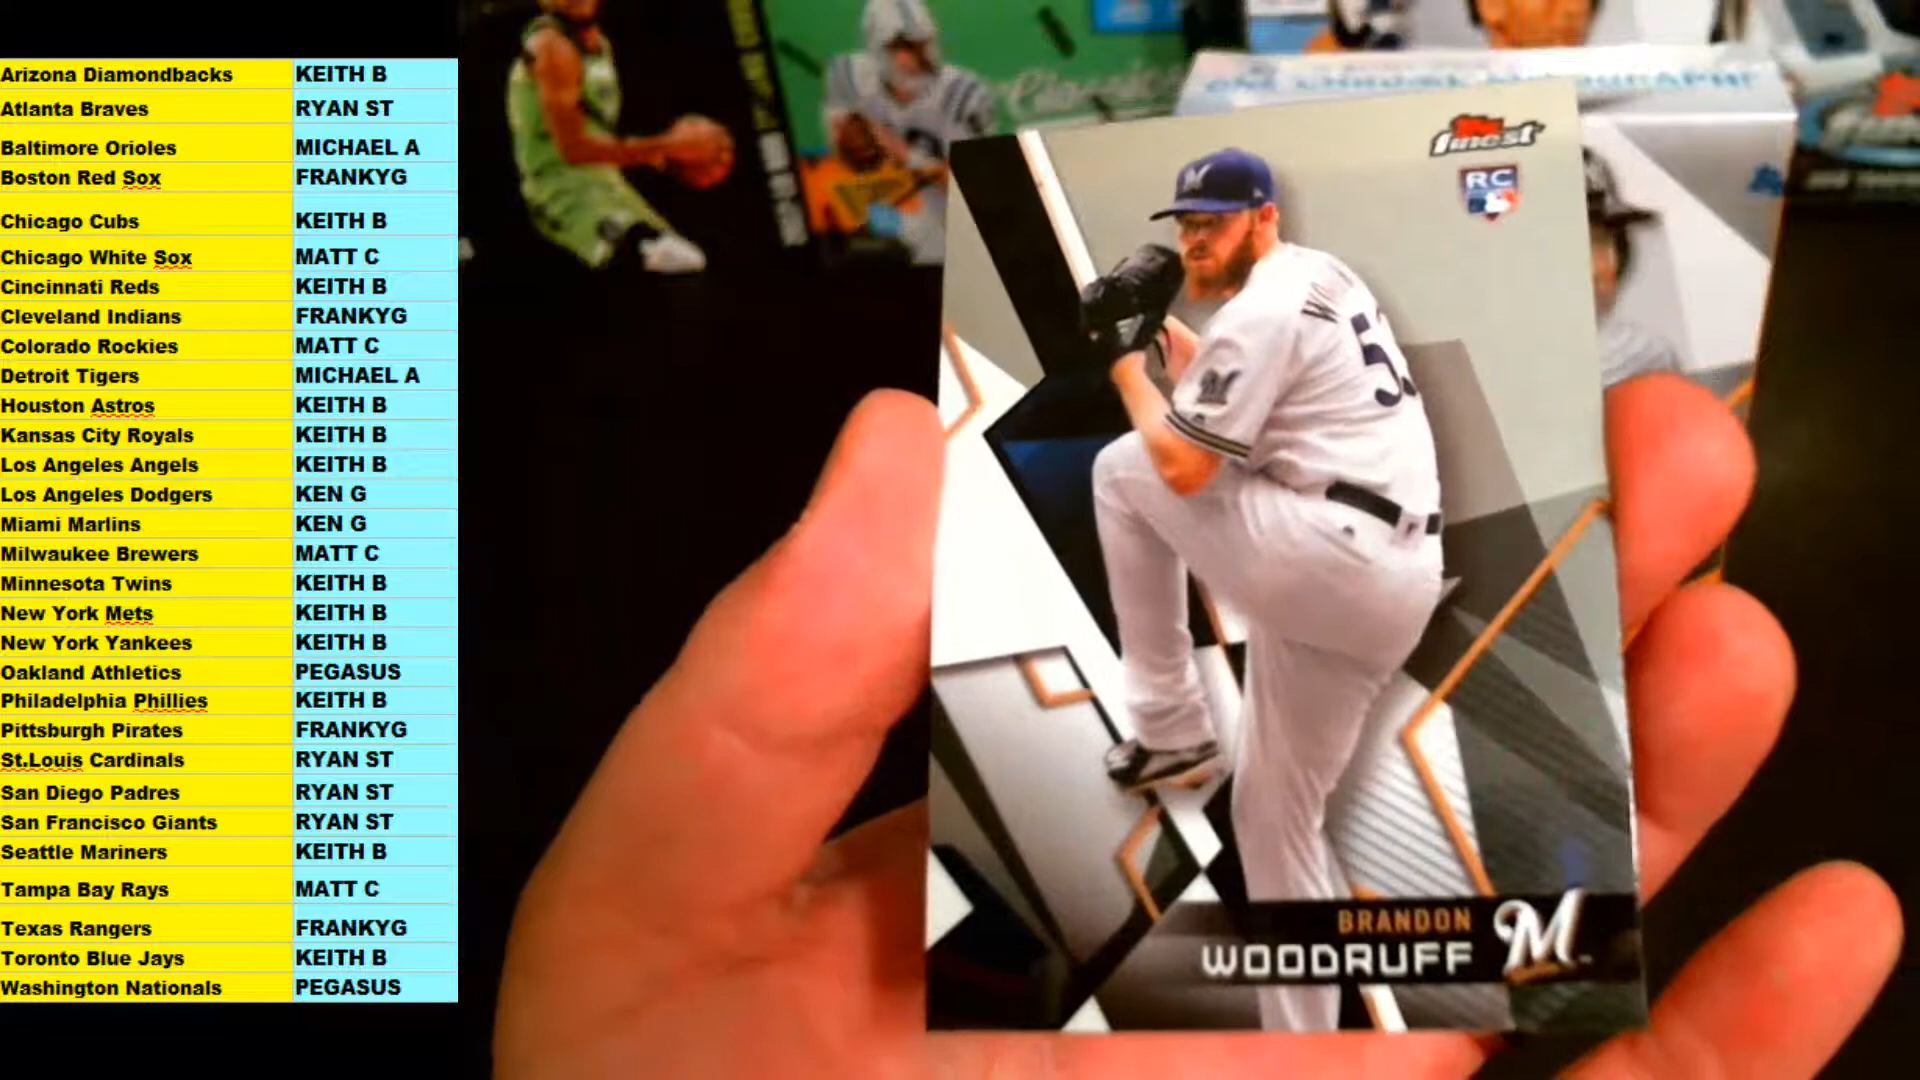 Arizona Diamondbacks KEITH B
Atlanta Braves RYAN ST
Baltimore Orioles MICHAEL A
Boston Red Sox FRANKYG
Chicago Cubs KEITH B
Chicago White Sox MATT C
Cincinnati Reds KEITH B
Cleveland Indians FRANKYG
Colorado Rockies MATT C
Detroit Tigers MICHAEL A
Houston Astros KEITH B
Kansas City Royals KEITH B
Los Angeles Angels KEITH B
Los Angeles Dodgers KEN G
Miami Marlins KEN G
Milwaukee Brewers MATT C
Minnesota Twins KEITH B
New York Mets KEITH B
New York Yankees KEITH B
Oakland Athletics PEGASUS
Philadelphia Phillies KEITH B
Pittsburgh Pirates FRANKYG
St.Louis Cardinals RYAN ST
San Diego Padres RYAN ST
San Francisco Giants RYAN ST
Seattle Mariners KEITH B
Tampa Bay Rays MATT C
Texas Rangers FRANKYG
Toronto Blue Jays KEITH B
Washington Nationals PEGASUS
ONE CHROME AUTOGRAPH!
Topps
finest
RC
M
BRANDON
WOODRUFF
M